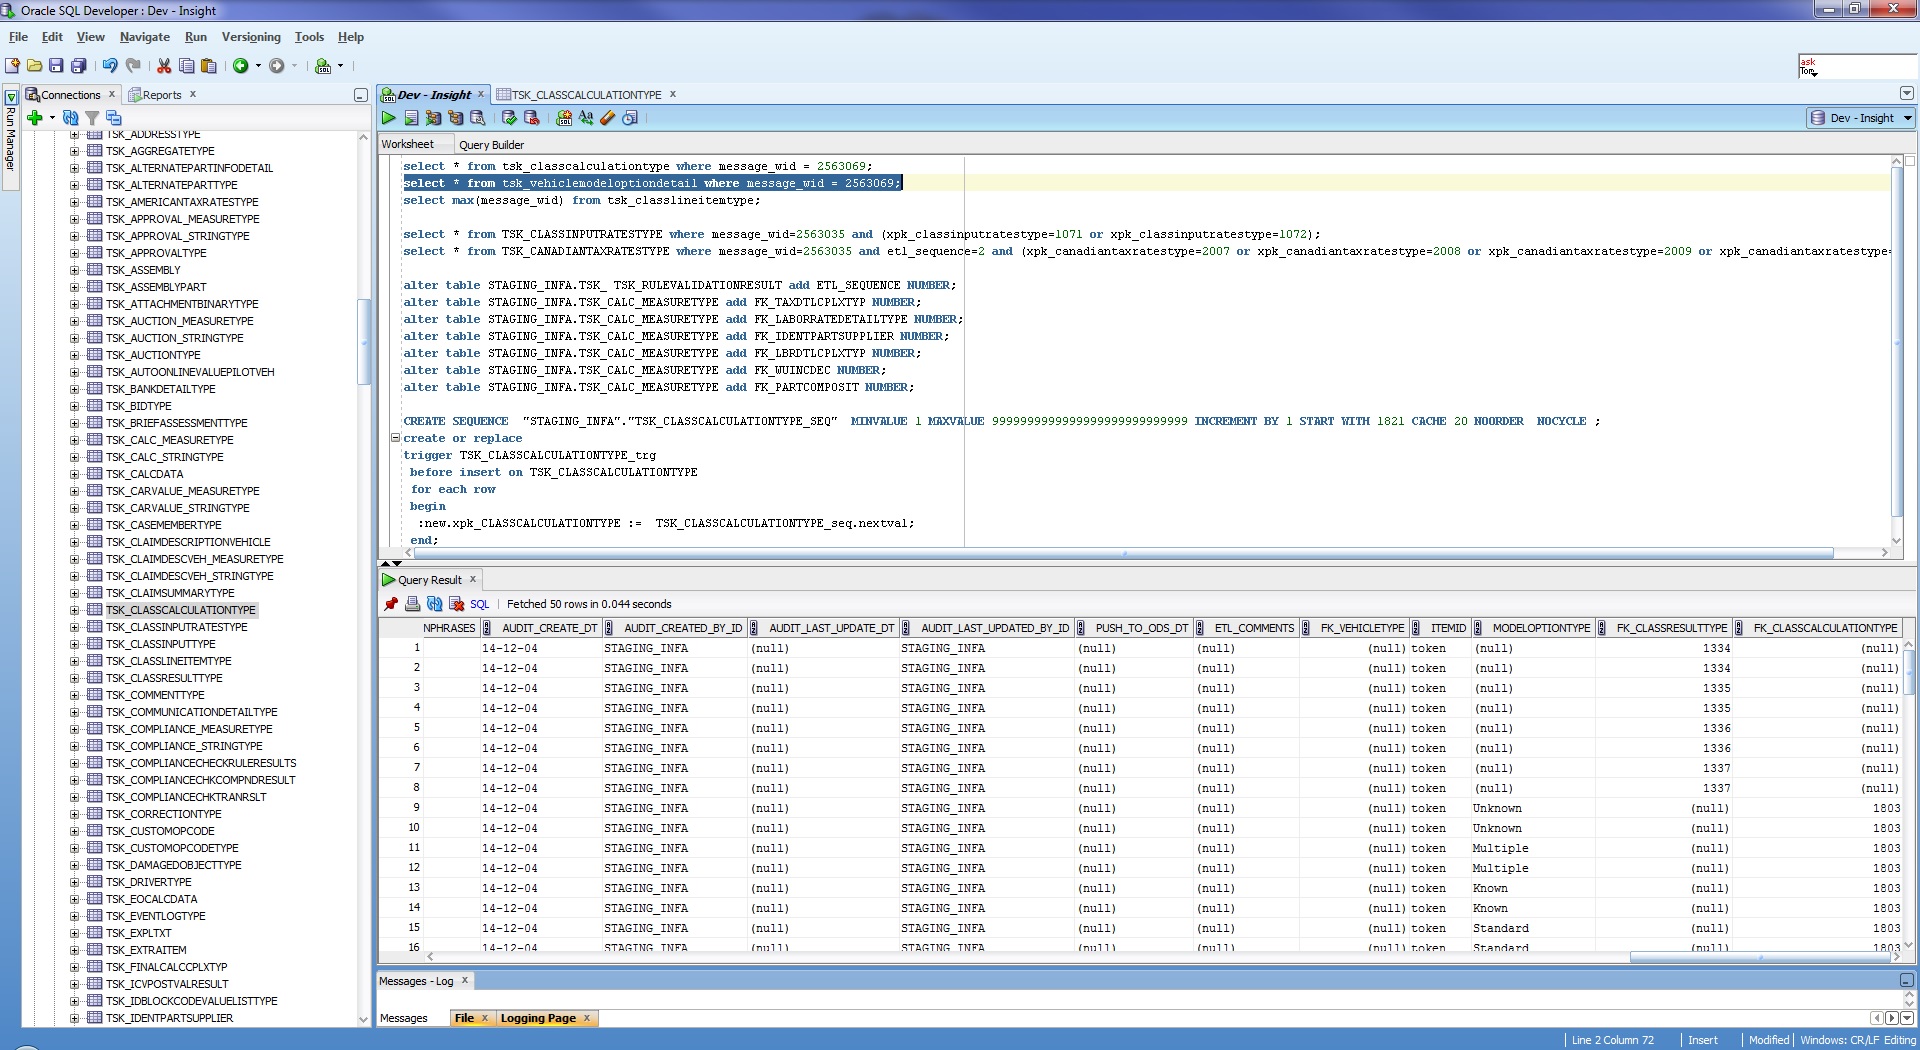 Oracle SQL Developer : Dev - Insight
File Edit View Navigate Run Versioning Tools Help
ask
Tom
Run Manager
Connections x Reports x
TSK_ADDRESSTYPE
TSK_AGGREGATETYPE
TSK_ALTERNATEPARTINFODETAIL
TSK_ALTERNATEPARTTYPE
TSK_AMERICANTAXRATESTYPE
TSK_APPROVAL_MEASURETYPE
TSK_APPROVAL_STRINGTYPE
TSK_APPROVALTYPE
TSK_ASSEMBLY
TSK_ASSEMBLYPART
TSK_ATTACHMENTBINARYTYPE
TSK_AUCTION_MEASURETYPE
TSK_AUCTION_STRINGTYPE
TSK_AUCTIONTYPE
TSK_AUTOONLINEVALUEPILOTVEH
TSK_BANKDETAILTYPE
TSK_BIDTYPE
TSK_BRIEFASSESSMENTTYPE
TSK_CALC_MEASURETYPE
TSK_CALC_STRINGTYPE
TSK_CALCDATA
TSK_CARVALUE_MEASURETYPE
TSK_CARVALUE_STRINGTYPE
TSK_CASEMEMBERTYPE
TSK_CLAIMDESCRIPTIONVEHICLE
TSK_CLAIMDESCVEH_MEASURETYPE
TSK_CLAIMDESCVEH_STRINGTYPE
TSK_CLAIMSUMMARYTYPE
TSK_CLASSCALCULATIONTYPE
TSK_CLASSINPUTRATESTYPE
TSK_CLASSINPUTTYPE
TSK_CLASSLINEITEMTYPE
TSK_CLASSRESULTTYPE
TSK_COMMENTTYPE
TSK_COMMUNICATIONDETAILTYPE
TSK_COMPLIANCE_MEASURETYPE
TSK_COMPLIANCE_STRINGTYPE
TSK_COMPLIANCECHECKRULERESULTS
TSK_COMPLIANCECHKCOMPNDRESULT
TSK_COMPLIANCECHKTRANRSLT
TSK_CORRECTIONTYPE
TSK_CUSTOMOPCODE
TSK_CUSTOMOPCODETYPE
TSK_DAMAGEDOBJECTTYPE
TSK_DRIVERTYPE
TSK_EOCALCDATA
TSK_EVENTLOGTYPE
TSK_EXPLTXT
TSK_EXTRAITEM
TSK_FINALCALCCPLXTYP
TSK_ICVPOSTVALRESULT
TSK_IDBLOCKCODEVALUELISTTYPE
TSK_IDENTPARTSUPPLIER
Dev - Insight x TSK_CLASSCALCULATIONTYPE x
Dev - Insight
Worksheet Query Builder
select * from tsk_classcalculationtype where message_wid = 2563069;
select * from tsk_vehiclemodeloptiondetail where message_wid = 2563069;
select max(message_wid) from tsk_classlineitemtype;
select * from TSK_CLASSINPUTRATESTYPE where message_wid=2563035 and (xpk_classinputratestype=1071 or xpk_classinputratestype=1072);
select * from TSK_CANADIANTAXRATESTYPE where message_wid=2563035 and etl_sequence=2 and (xpk_canadiantaxratestype=2007 or xpk_canadiantaxratestype=2008 or xpk_canadiantaxratestype=2009 or xpk_canadiantaxratestype=
alter table STAGING_INFA.TSK_ TSK_RULEVALIDATIONRESULT add ETL_SEQUENCE NUMBER;
alter table STAGING_INFA.TSK_CALC_MEASURETYPE add FK_TAXDTLCPLXTYP NUMBER;
alter table STAGING_INFA.TSK_CALC_MEASURETYPE add FK_LABORRATEDETAILTYPE NUMBER;
alter table STAGING_INFA.TSK_CALC_MEASURETYPE add FK_IDENTPARTSUPPLIER NUMBER;
alter table STAGING_INFA.TSK_CALC_MEASURETYPE add FK_LBRDTLCPLXTYP NUMBER;
alter table STAGING_INFA.TSK_CALC_MEASURETYPE add FK_WUINCDEC NUMBER;
alter table STAGING_INFA.TSK_CALC_MEASURETYPE add FK_PARTCOMPOSIT NUMBER;
CREATE SEQUENCE "STAGING_INFA"."TSK_CLASSCALCULATIONTYPE_SEQ" MINVALUE 1 MAXVALUE 9999999999999999999999999999 INCREMENT BY 1 START WITH 1821 CACHE 20 NOORDER NOCYCLE ;
create or replace
trigger TSK_CLASSCALCULATIONTYPE_trg
before insert on TSK_CLASSCALCULATIONTYPE
for each row
begin
:new.xpk_CLASSCALCULATIONTYPE := TSK_CLASSCALCULATIONTYPE_seq.nextval;
end;
Query Result x
SQL Fetched 50 rows in 0.044 seconds
NPHRASES AUDIT_CREATE_DT AUDIT_CREATED_BY_ID AUDIT_LAST_UPDATE_DT AUDIT_LAST_UPDATED_BY_ID PUSH_TO_ODS_DT ETL_COMMENTS FK_VEHICLETYPE ITEMID MODELOPTIONTYPE FK_CLASSRESULTTYPE FK_CLASSCALCULATIONTYPE
1 14-12-04 STAGING_INFA (null) STAGING_INFA (null) (null) (null) token (null) 1334 (null)
2 14-12-04 STAGING_INFA (null) STAGING_INFA (null) (null) (null) token (null) 1334 (null)
3 14-12-04 STAGING_INFA (null) STAGING_INFA (null) (null) (null) token (null) 1335 (null)
4 14-12-04 STAGING_INFA (null) STAGING_INFA (null) (null) (null) token (null) 1335 (null)
5 14-12-04 STAGING_INFA (null) STAGING_INFA (null) (null) (null) token (null) 1336 (null)
6 14-12-04 STAGING_INFA (null) STAGING_INFA (null) (null) (null) token (null) 1336 (null)
7 14-12-04 STAGING_INFA (null) STAGING_INFA (null) (null) (null) token (null) 1337 (null)
8 14-12-04 STAGING_INFA (null) STAGING_INFA (null) (null) (null) token (null) 1337 (null)
9 14-12-04 STAGING_INFA (null) STAGING_INFA (null) (null) (null) token Unknown (null) 1803
10 14-12-04 STAGING_INFA (null) STAGING_INFA (null) (null) (null) token Unknown (null) 1803
11 14-12-04 STAGING_INFA (null) STAGING_INFA (null) (null) (null) token Multiple (null) 1803
12 14-12-04 STAGING_INFA (null) STAGING_INFA (null) (null) (null) token Multiple (null) 1803
13 14-12-04 STAGING_INFA (null) STAGING_INFA (null) (null) (null) token Known (null) 1803
14 14-12-04 STAGING_INFA (null) STAGING_INFA (null) (null) (null) token Known (null) 1803
15 14-12-04 STAGING_INFA (null) STAGING_INFA (null) (null) (null) token Standard (null) 1803
16 14-12-04 STAGING_INFA (null) STAGING_INFA (null) (null) (null) token Standard (null) 1803
Messages - Log x
Messages File x Logging Page x
Line 2 Column 72 Insert Modified Windows: CR/LF Editing